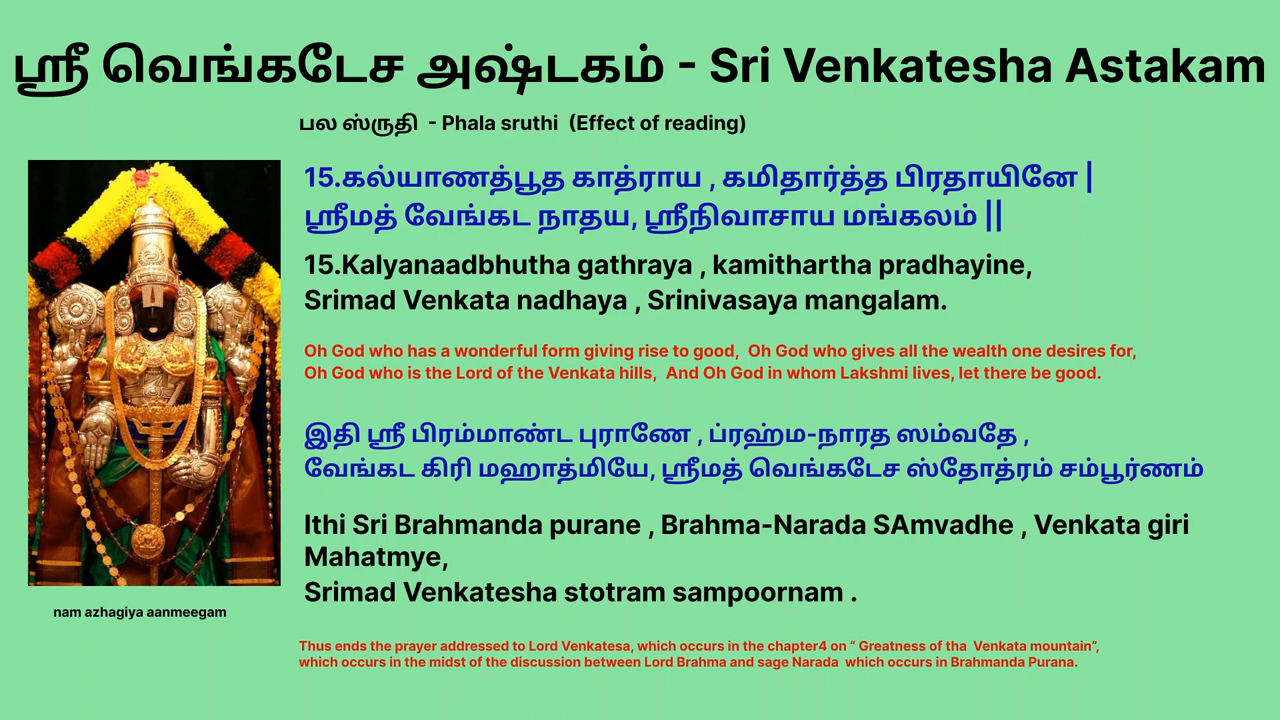 ஸ்ரீ வெங்கடேச அஷ்டகம் - Sri Venkatesha Astakam
பல ஸ்ருதி - Phala sruthi (Effect of reading)
15.கல்யாணத்பூத காத்ராய , கமிதார்த்த பிரதாயினே |
ஸ்ரீமத் வேங்கட நாதய, ஸ்ரீநிவாசாய மங்கலம் ||
15.Kalyanaadbhutha gathraya , kamithartha pradhayine,
Srimad Venkata nadhaya , Srinivasaya mangalam.
Oh God who has a wonderful form giving rise to good, Oh God who gives all the wealth one desires for,
Oh God who is the Lord of the Venkata hills, And Oh God in whom Lakshmi lives, let there be good.
இதி ஸ்ரீ பிரம்மாண்ட புராணே , ப்ரஹ்ம-நாரத ஸம்வதே ,
வேங்கட கிரி மஹாத்மியே, ஸ்ரீமத் வெங்கடேச ஸ்தோத்ரம் சம்பூர்ணம்
Ithi Sri Brahmanda purane , Brahma-Narada SAmvadhe , Venkata giri
Mahatmye,
Srimad Venkatesha stotram sampoornam .
nam azhagiya aanmeegam
Thus ends the prayer addressed to Lord Venkatesa, which occurs in the chapter4 on “ Greatness of tha Venkata mountain”,
which occurs in the midst of the discussion between Lord Brahma and sage Narada which occurs in Brahmanda Purana.